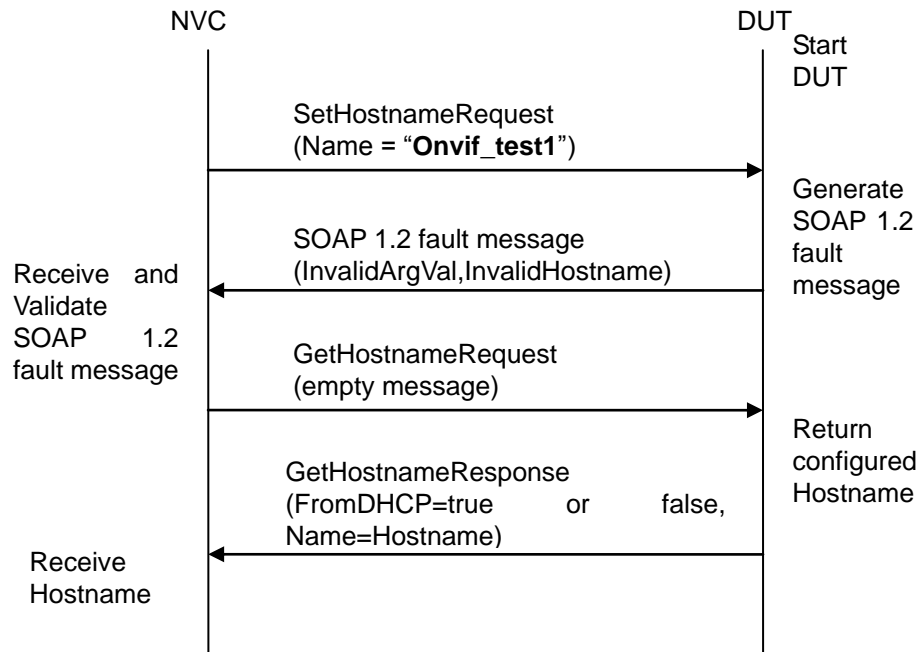 NVC
DUT
Start
DUT
SetHostnameRequest
(Name = “Onvif_test1”)
Generate
SOAP 1.2
fault
message
SOAP 1.2 fault message
(InvalidArgVal,InvalidHostname)
Receive and
Validate
SOAP 1.2
fault message
GetHostnameRequest
(empty message)
Return
configured
Hostname
GetHostnameResponse
(FromDHCP=true or false,
Name=Hostname)
Receive
Hostname